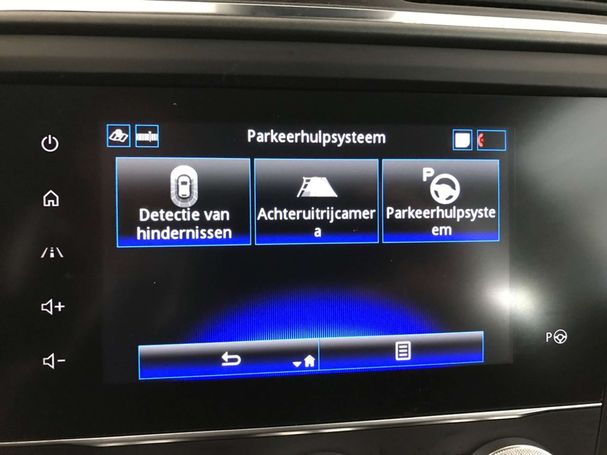 Parkeerhulpsysteem
Detectie van
hindernissen
Achteruitrijcamer
a
P
Parkeerhulpsyste
em
P